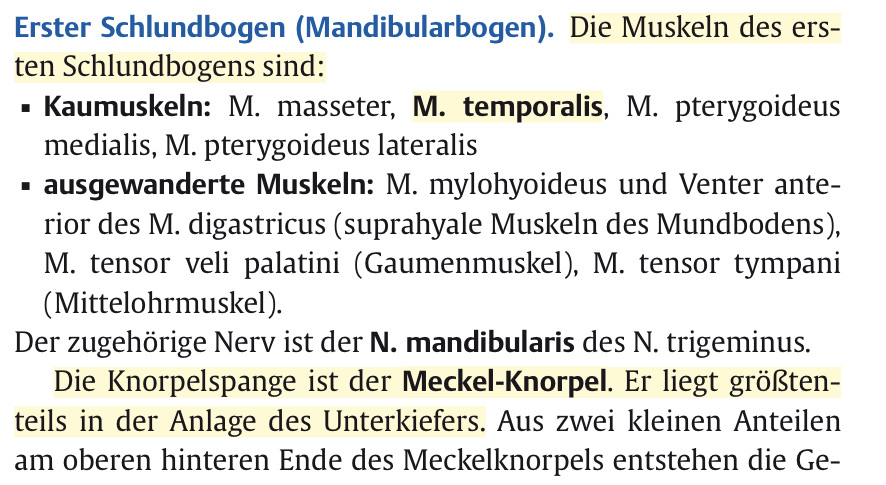 Erster Schlundbogen (Mandibularbogen). Die Muskeln des ers-
ten Schlundbogens sind:
▪ Kaumuskeln: M. masseter, M. temporalis, M. pterygoideus
medialis, M. pterygoideus lateralis
▪ ausgewanderte Muskeln: M. mylohyoideus und Venter ante-
rior des M. digastricus (suprahyale Muskeln des Mundbodens),
M. tensor veli palatini (Gaumenmuskel), M. tensor tympani
(Mittelohrmuskel).
Der zugehörige Nerv ist der N. mandibularis des N. trigeminus.
Die Knorpelspange ist der Meckel-Knorpel. Er liegt größten-
teils in der Anlage des Unterkiefers. Aus zwei kleinen Anteilen
am oberen hinteren Ende des Meckelknorpels entstehen die Ge-